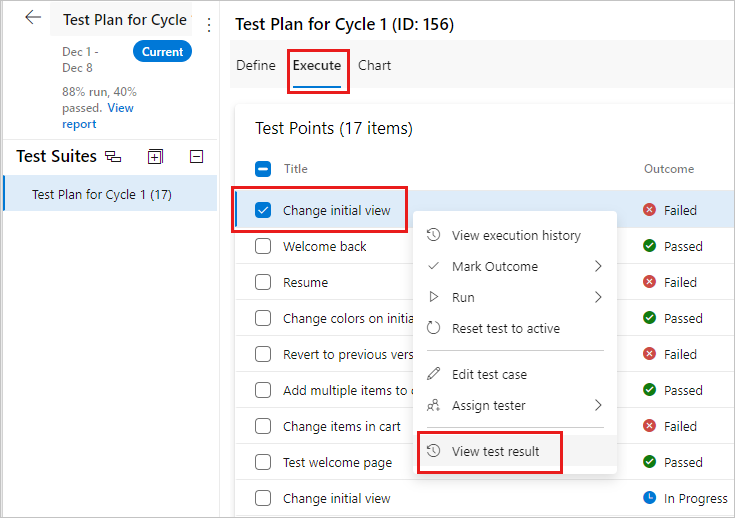 Test Plan for Cycle
Dec 1 -
Dec 8
Current
88% run, 40%
passed. View
report
Test Suites
Test Plan for Cycle 1 (17)
Test Plan for Cycle 1 (ID: 156)
Define Execute Chart
Test Points (17 items)
Title Outcome
Change initial view Failed
Welcome back Passed
Resume Failed
Change colors on initia Passed
Revert to previous vers Failed
Add multiple items to Passed
Change items in cart Failed
Test welcome page Passed
Change initial view In Progress
View execution history
Mark Outcome
Run
Reset test to active
Edit test case
Assign tester
View test result